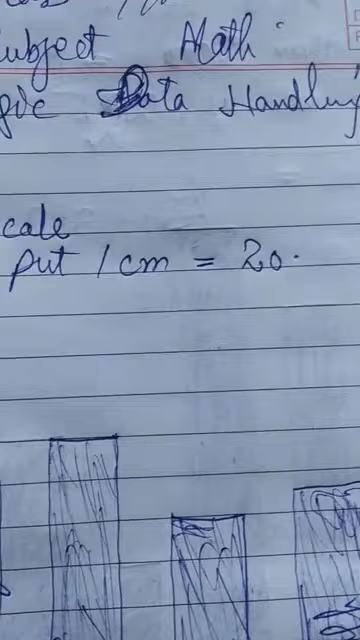 ubject Math
pic Data Handling
cale
put 1 cm = 20.